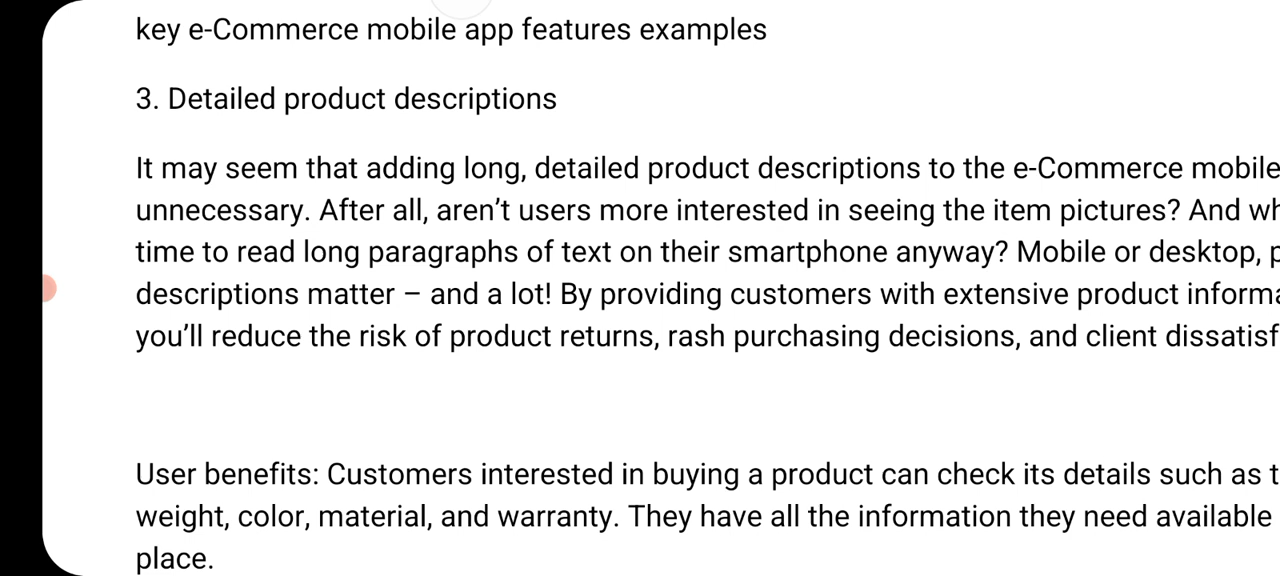 key e-Commerce mobile app features examples
3. Detailed product descriptions
It may seem that adding long, detailed product descriptions to the e-Commerce mobile
unnecessary. After all, aren’t users more interested in seeing the item pictures? And
time to read long paragraphs of text on their smartphone anyway? Mobile or desktop,
descriptions matter – and a lot! By providing customers with extensive product
you’ll reduce the risk of product returns, rash purchasing decisions, and client
User benefits: Customers interested in buying a product can check its details such as
weight, color, material, and warranty. They have all the information they need available
place.